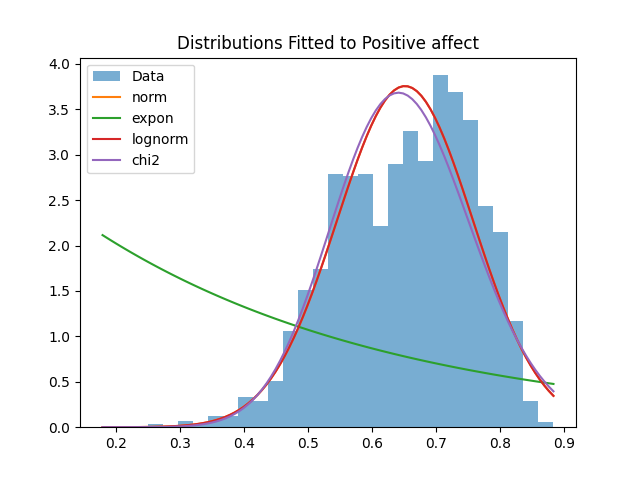 Distributions Fitted to Positive affect
4.0
3.5
3.0
2.5
2.0
1.5
1.0
0.5
0.0
Data
norm
expon
lognorm
chi2
0.2 0.3 0.4 0.5 0.6 0.7 0.8 0.9